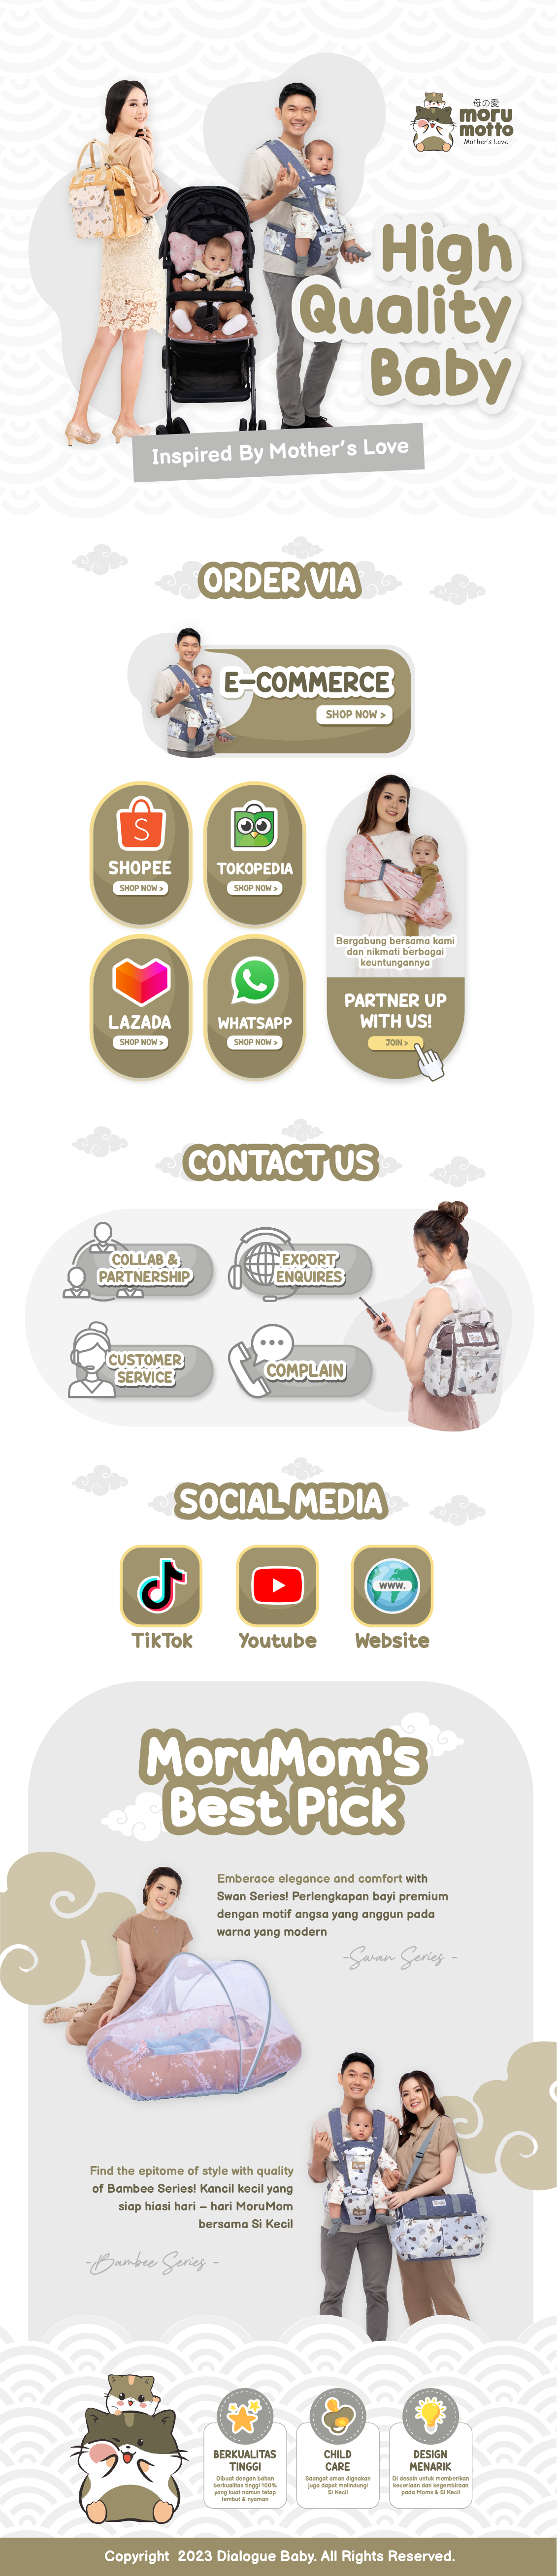 母の愛
moru
motto
Mother's Love
High
Quality
Baby
Inspired By Mother's Love
ORDER VIA
E-COMMERCE
SHOP NOW >
SHOPEE
SHOP NOW >
TOKOPEDIA
SHOP NOW >
LAZADA
SHOP NOW >
WHATSAPP
SHOP NOW >
Bergabung bersama kami
dan nikmati berbagai
keuntungannya
PARTNER UP
WITH US!
JOIN >
CONTACT US
COLLAB &
PARTNERSHIP
EXPORT
ENQUIRES
CUSTOMER
SERVICE
COMPLAIN
SOCIAL MEDIA
WWW.
TikTok
Youtube
Website
MoruMom's
Best Pick
Emberace elegance and comfort with
Swan Series! Perlengkapan bayi premium
dengan motif angsa yang anggun pada
warna yang modern
-Swan Series -
Find the epitome of style with quality
of Bambee Series! Kancil kecil yang
siap hiasi hari – hari MoruMom
bersama Si Kecil
-Bambee Series -
BERKUALITAS
TINGGI
Dibuat dengan bahan
berkualitas tinggi 100%
yang kuat namun tetap
lembut & nyaman
CHILD
CARE
Saangat aman dignakan
juga dapat melindungi
Si Kecil
DESIGN
MENARIK
Di desain untuk memberikan
keceriaan dan kegembiraan
pada Moms & Si Kecil
Copyright 2023 Dialogue Baby. All Rights Reserved.